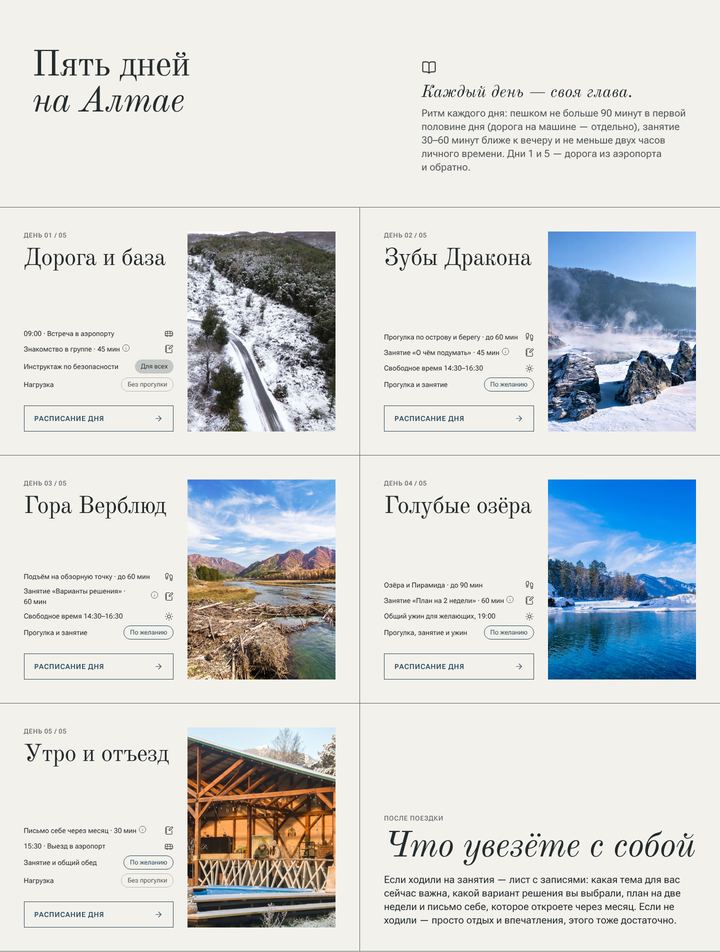 Пять дней
на Алтае
Каждый день — своя глава.
Ритм каждого дня: пешком не больше 90 минут в первой
половине дня (дорога на машине — отдельно), занятие
30–60 минут ближе к вечеру и не меньше двух часов
личного времени. Дни 1 и 5 — дорога из аэропорта
и обратно.
ДЕНЬ 01 / 05
Дорога и база
09:00 · Встреча в аэропорту
Знакомство в группе · 45 мин
Инструктаж по безопасности Для всех
Нагрузка Без прогулки
РАСПИСАНИЕ ДНЯ
ДЕНЬ 02 / 05
Зубы Дракона
Прогулка по острову и берегу · до 60 мин
Занятие «О чём подумать» · 45 мин
Свободное время 14:30–16:30
Прогулка и занятие По желанию
РАСПИСАНИЕ ДНЯ
ДЕНЬ 03 / 05
Гора Верблюд
Подъём на обзорную точку · до 60 мин
Занятие «Варианты решения» ·
60 мин
Свободное время 14:30–16:30
Прогулка и занятие По желанию
РАСПИСАНИЕ ДНЯ
ДЕНЬ 04 / 05
Голубые озёра
Озёра и Пирамида · до 90 мин
Занятие «План на 2 недели» · 60 мин
Общий ужин для желающих, 19:00
Прогулка, занятие и ужин По желанию
РАСПИСАНИЕ ДНЯ
ДЕНЬ 05 / 05
Утро и отъезд
Письмо себе через месяц · 30 мин
15:30 · Выезд в аэропорт
Занятие и общий обед По желанию
Нагрузка Без прогулки
РАСПИСАНИЕ ДНЯ
ПОСЛЕ ПОЕЗДКИ
Что увезёте с собой
Если ходили на занятия — лист с записями: какая тема для вас
сейчас важна, какой вариант решения вы выбрали, план на две
недели и письмо себе, которое откроете через месяц. Если не
ходили — просто отдых и впечатления, этого тоже достаточно.